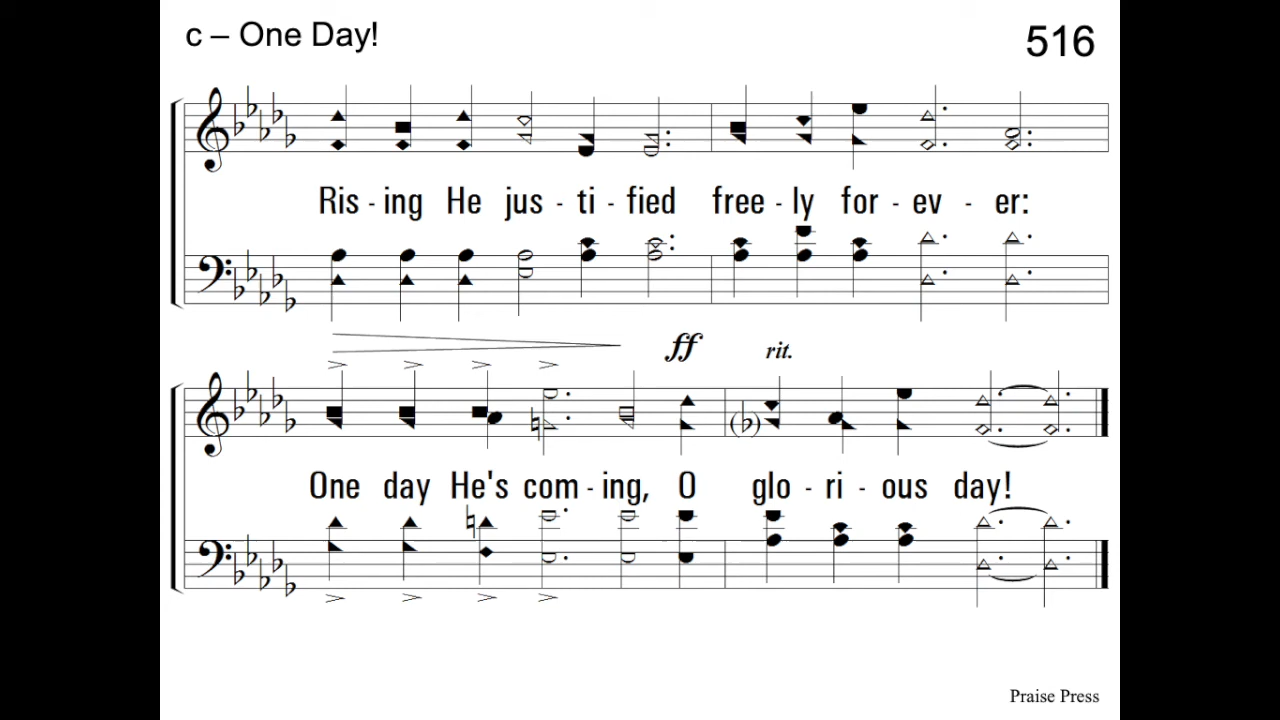 c – One Day!
516
Ris - ing He jus - ti - fied free - ly for - ev - er:
ff rit.
One day He's com - ing, O glo - ri - ous day!
Praise Press